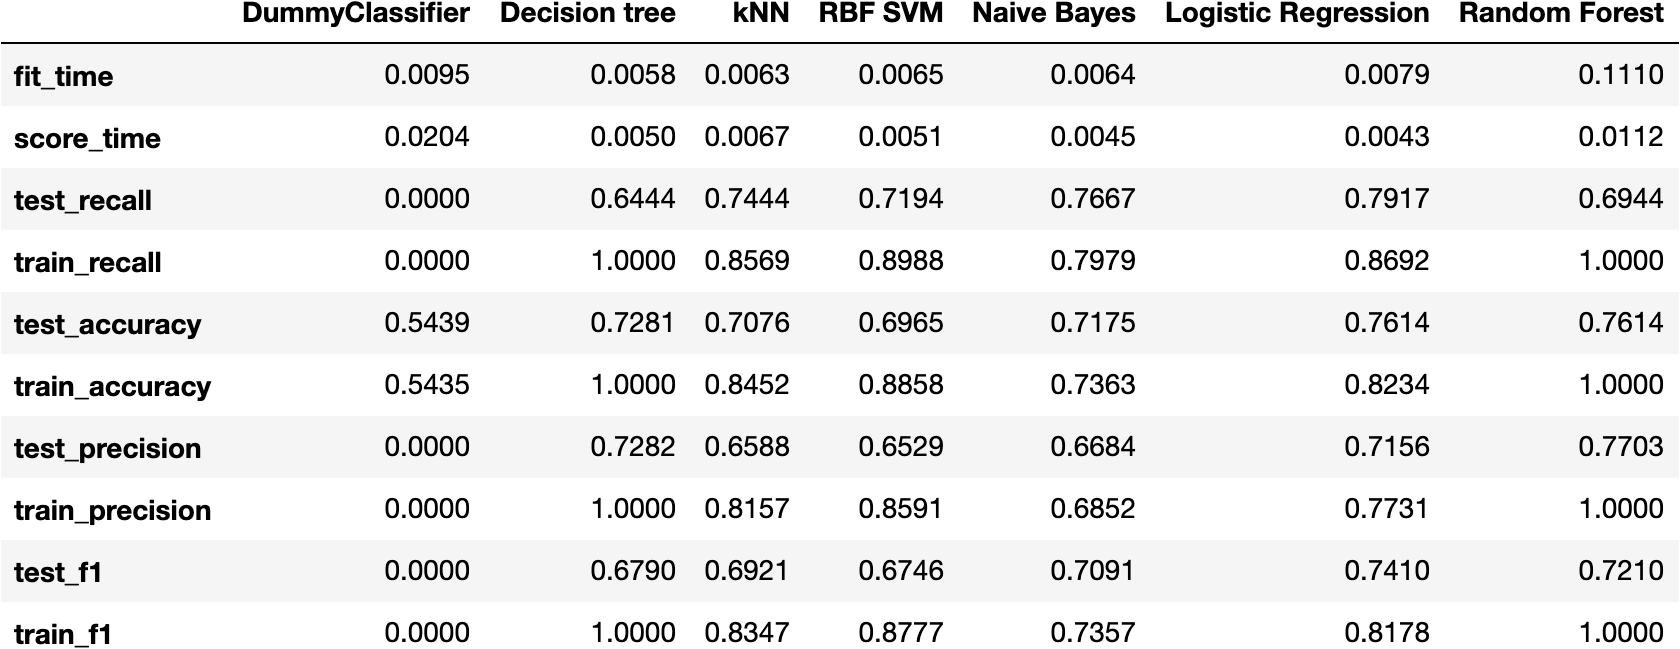 DummyClassifier Decision tree kNN RBF SVM Naive Bayes Logistic Regression Random Forest
fit_time 0.0095 0.0058 0.0063 0.0065 0.0064 0.0079 0.1110
score_time 0.0204 0.0050 0.0067 0.0051 0.0045 0.0043 0.0112
test_recall 0.0000 0.6444 0.7444 0.7194 0.7667 0.7917 0.6944
train_recall 0.0000 1.0000 0.8569 0.8988 0.7979 0.8692 1.0000
test_accuracy 0.5439 0.7281 0.7076 0.6965 0.7175 0.7614 0.7614
train_accuracy 0.5435 1.0000 0.8452 0.8858 0.7363 0.8234 1.0000
test_precision 0.0000 0.7282 0.6588 0.6529 0.6684 0.7156 0.7703
train_precision 0.0000 1.0000 0.8157 0.8591 0.6852 0.7731 1.0000
test_f1 0.0000 0.6790 0.6921 0.6746 0.7091 0.7410 0.7210
train_f1 0.0000 1.0000 0.8347 0.8777 0.7357 0.8178 1.0000